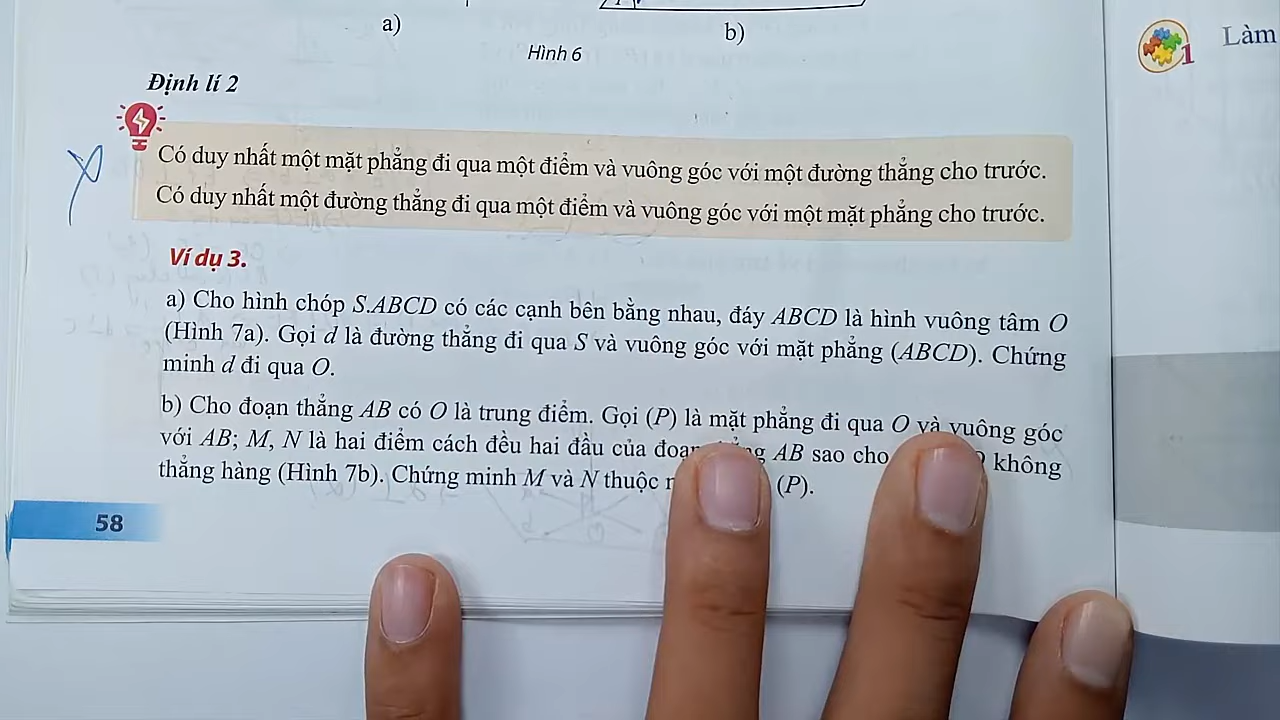 a)
b)
Hình 6
Làm
1
Định lí 2
Có duy nhất một mặt phẳng đi qua một điểm và vuông góc với một đường thẳng cho trước.
Có duy nhất một đường thẳng đi qua một điểm và vuông góc với một mặt phẳng cho trước.
Ví dụ 3.
a) Cho hình chóp S.ABCD có các cạnh bên bằng nhau, đáy ABCD là hình vuông tâm O
(Hình 7a). Gọi d là đường thẳng đi qua S và vuông góc với mặt phẳng (ABCD). Chứng
minh d đi qua O.
b) Cho đoạn thẳng AB có O là trung điểm. Gọi (P) là mặt phẳng đi qua O và vuông góc
với AB; M, N là hai điểm cách đều hai đầu của AB sao cho không
thẳng hàng (Hình 7b). Chứng minh M và N thuộc (P).
58